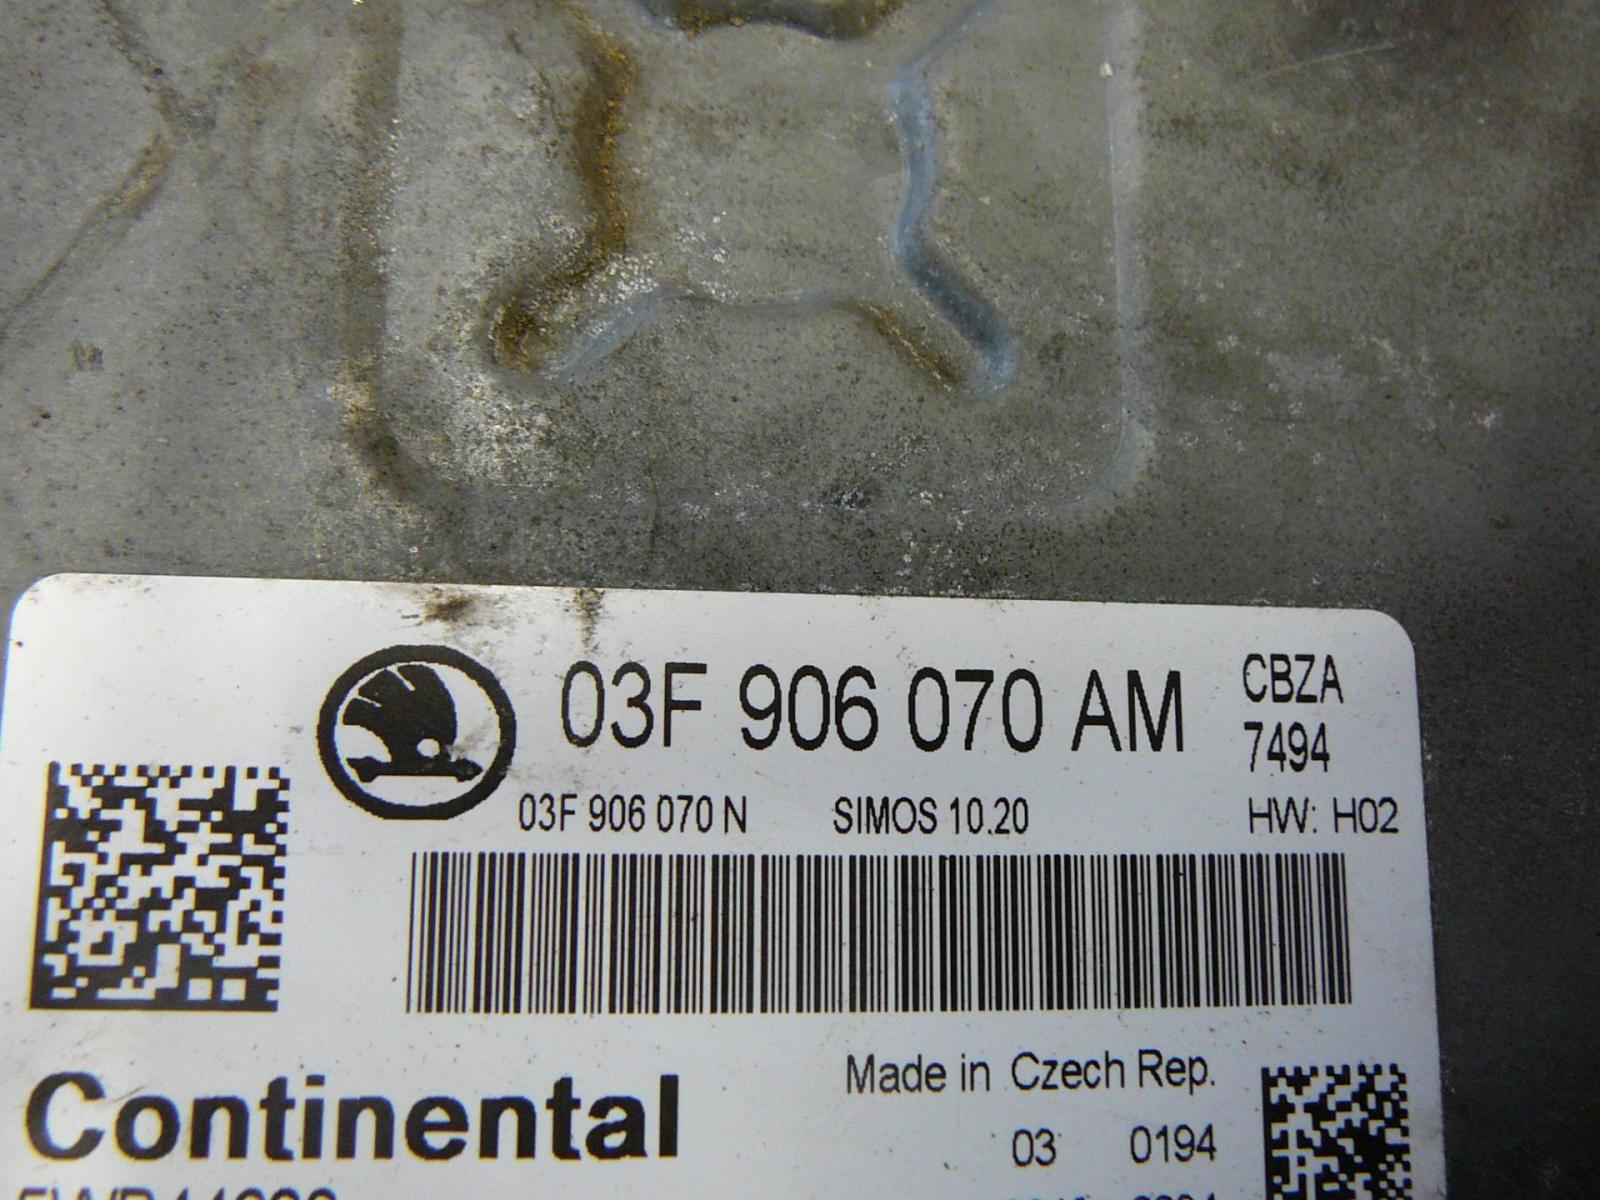 03F 906 070 AM
CBZA
7494
03F 906 070 N SIMOS 10.20 HW: H02
Continental
Made in Czech Rep.
03 0194